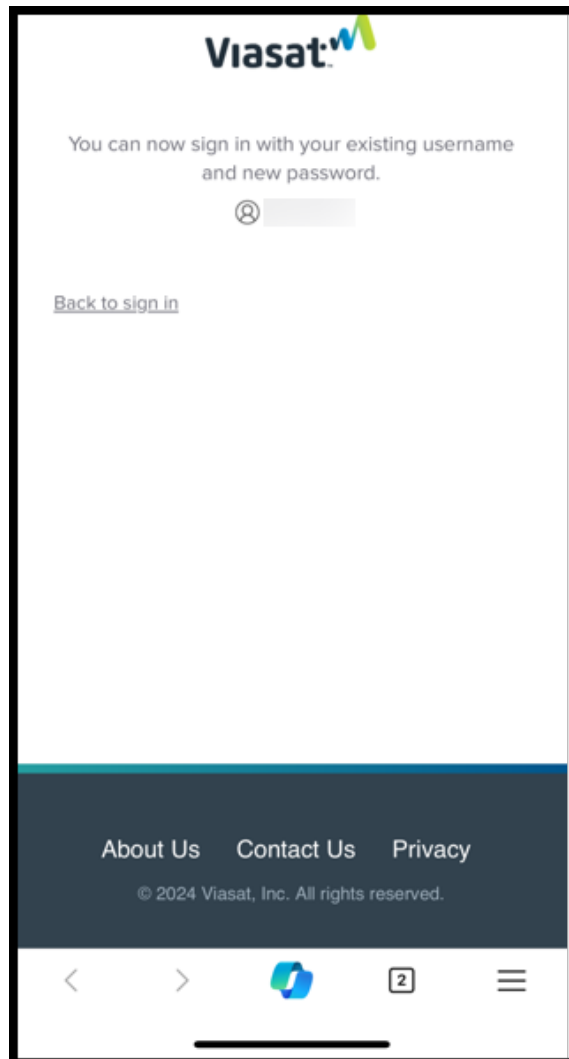 Viasat™
You can now sign in with your existing username
and new password.
Back to sign in
About Us Contact Us Privacy
© 2024 Viasat, Inc. All rights reserved.
2